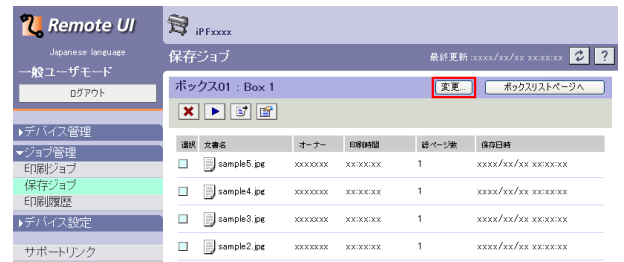 Remote UI
Japanese language
一般ユーザモード
ログアウト
▶デバイス管理
▼ジョブ管理
印刷ジョブ
保存ジョブ
印刷履歴
▶デバイス設定
サポートリンク
iPFxxxx
保存ジョブ
最終更新 :xxxx/xx/xx xx:xx:xx
?
ボックス01 : Box 1
変更...
ボックスリストページへ
選択 文書名 オーナー 印刷時間 総ページ数 保存日時
sample5.jpg xxxxxxx xx:xx:xx 1 xxxx/xx/xx xx:xx:xx
sample4.jpg xxxxxxx xx:xx:xx 1 xxxx/xx/xx xx:xx:xx
sample3.jpg xxxxxxx xx:xx:xx 1 xxxx/xx/xx xx:xx:xx
sample2.jpg xxxxxxx xx:xx:xx 1 xxxx/xx/xx xx:xx:xx